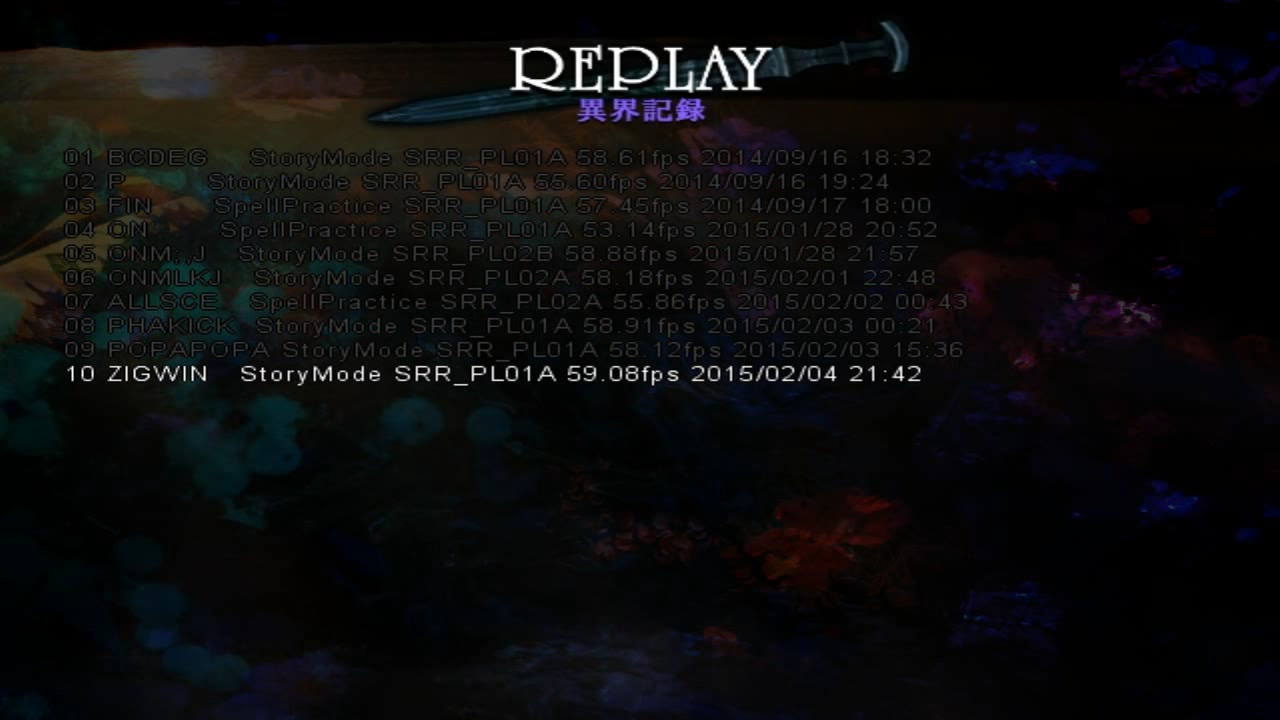 REPLAY
異界記録
01 BCDEG StoryMode SRR_PL01A 58.61fps 2014/09/16 18:32
02 P StoryMode SRR_PL01A 55.60fps 2014/09/16 19:24
03 FIN SpellPractice SRR_PL01A 57.45fps 2014/09/17 18:00
04 ON SpellPractice SRR_PL01A 53.14fps 2015/01/28 20:52
05 ONM;,J StoryMode SRR_PL02B 58.88fps 2015/01/28 21:57
06 ONMLKJ StoryMode SRR_PL02A 58.18fps 2015/02/01 22:48
07 ALLSCE SpellPractice SRR_PL02A 55.86fps 2015/02/02 00:43
08 PHAKICK StoryMode SRR_PL01A 58.91fps 2015/02/03 00:21
09 POPAPOPA StoryMode SRR_PL01A 58.12fps 2015/02/03 15:36
10 ZIGWIN StoryMode SRR_PL01A 59.08fps 2015/02/04 21:42